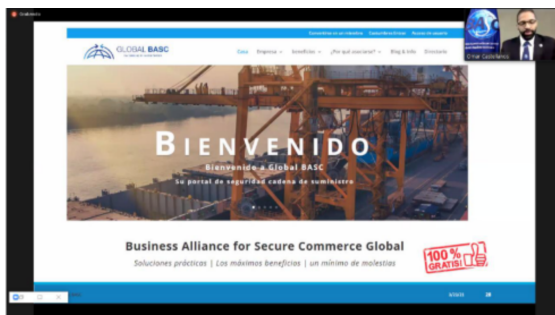 GLOBAL BASC
Casa Empresa beneficios ¿Por qué asociarse? Blog & Info Directorio
BIENVENIDO
Bienvenido a Global BASC
Su portal de seguridad cadena de suministro
Business Alliance for Secure Commerce Global
Soluciones prácticas | Los máximos beneficios | un mínimo de molestias
100%
GRATIS!
28